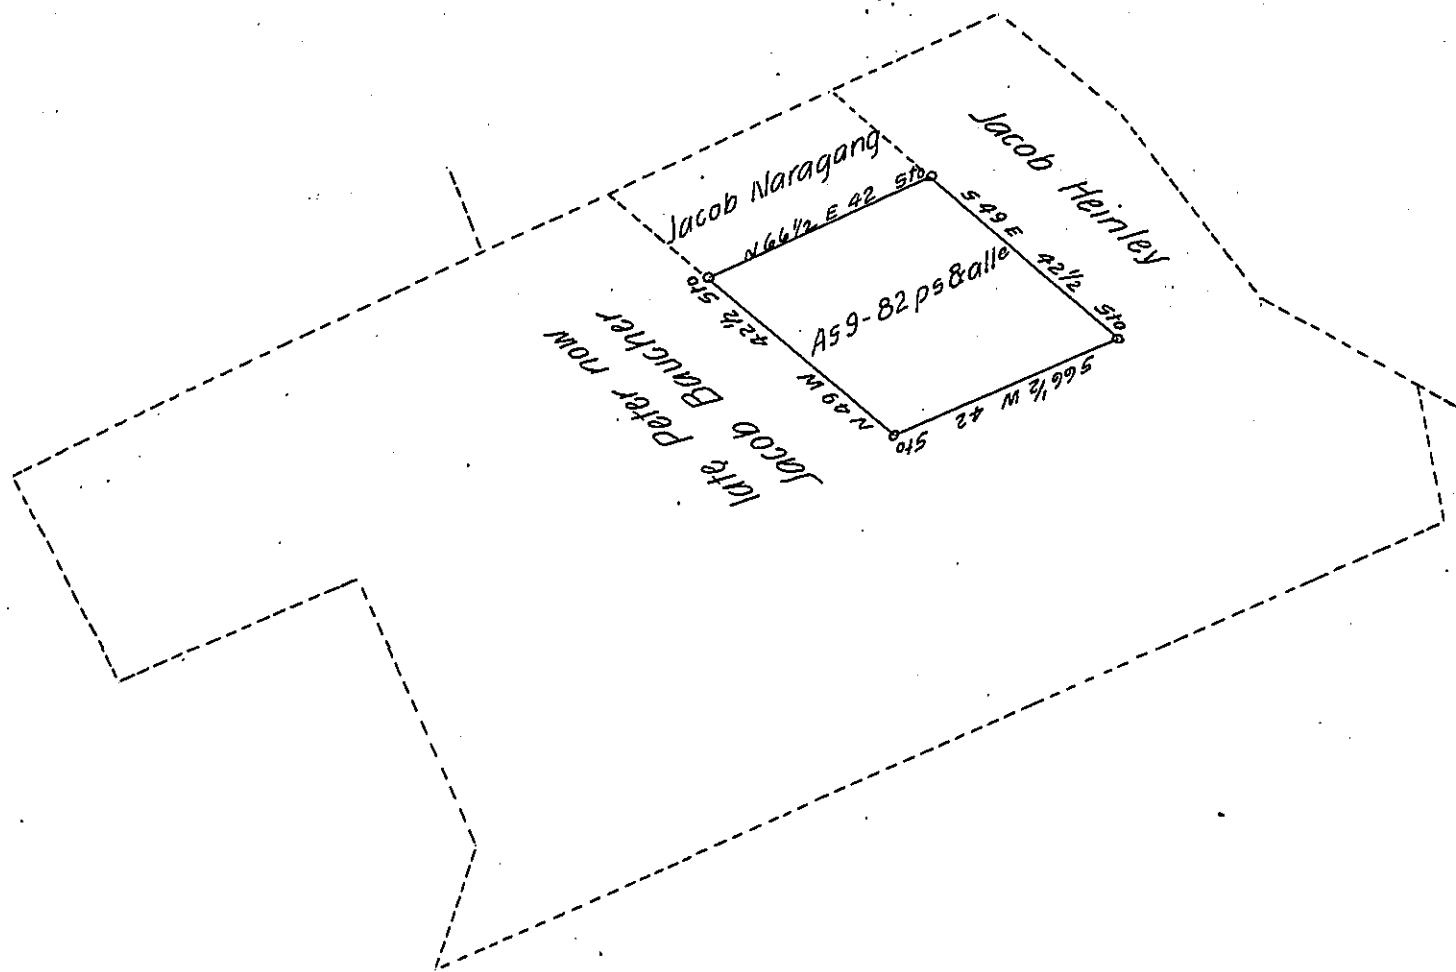 Jacob Naragang
Jacob Heinley
N 66½ E 42 Sto
S 49 E 42½ Sto
As 9-82 ps & alle
S 66½ W 42 Sto
N 49 W 42½ Sto
late Peter now
Jacob Baucher